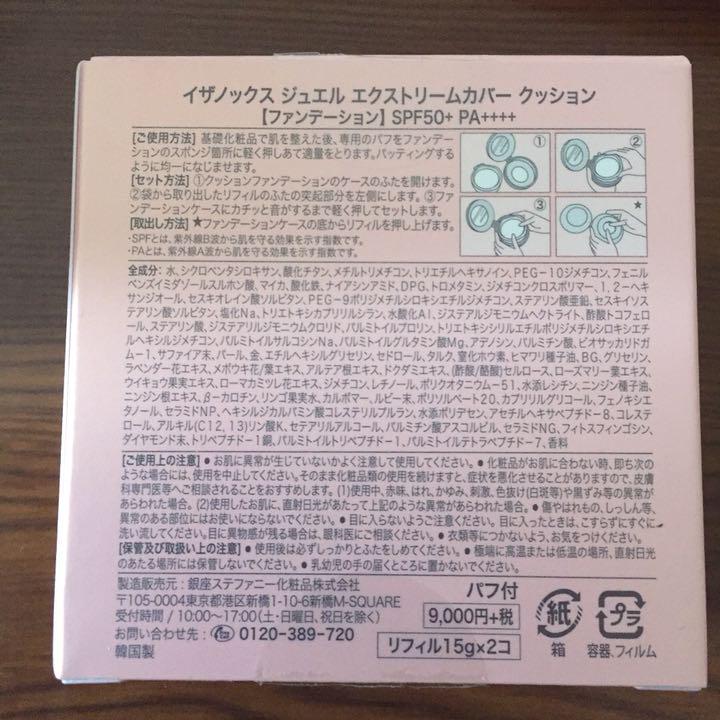 イザノックス ジュエル エクストリームカバー クッション
【ファンデーション】SPF50+ PA++++
[ご使用方法] 基礎化粧品で肌を整えた後、専用のパフをファンデー
ションのスポンジ箇所に軽く押しあて適量をとります。パッティングする
ように均一になじませます。
[セット方法] ①クッションファンデーションのケースのふたを開けます。
②袋から取り出したリフィルのふたの突起部分を左側にします。③ファ
ンデーションケースにカチッと音がするまで軽く押してセットします。
[取出し方法] ★ファンデーションケースの底からリフィルを押し上げます。
・SPFとは、紫外線B波から肌を守る効果を示す指数です。
・PAとは、紫外線A波から肌を守る効果を示す指数です。
①
②
③
★
全成分：水、シクロペンタシロキサン、酸化チタン、メチルトリメチコン、トリエチルヘキサノイン、PEG-10ジメチコン、フェニル
ベンズイミダゾールスルホン酸、マイカ、酸化鉄、ナイアシンアミド、DPG、トロメタミン、ジメチコンクロスポリマー、1，2-ヘキ
サンジオール、セスキオレイン酸ソルビタン、PEG-9ポリジメチルシロキシエチルジメチコン、ステアリン酸亜鉛、セスキイソス
テアリン酸ソルビタン、塩化Na、トリエトキシカプリリルシラン、水酸化Al、ジステアルジモニウムヘクトライト、酢酸トコフェロ
ール、ステアリン酸、ジステアリルジモニウムクロリド、パルミトイルプロリン、トリエトキシシリルエチルポリジメチルシロキシエチ
ルヘキシルジメチコン、パルミトイルサルコシンNa、パルミトイルグルタミン酸Mg、アデノシン、パルミチン酸、ビオサッカリドガ
ム-1、サファイア末、パール、金、エチルヘキシルグリセリン、セドロール、タルク、窒化ホウ素、ヒマワリ種子油、BG、グリセリン、
ラベンダー花エキス、メボウキ花/葉エキス、アルテア根エキス、ドクダミエキス、(酢酸/酪酸)セルロース、ローズマリー葉エキス、
ウイキョウ果実エキス、ローマカミツレ花エキス、ジメチコン、レチノール、ポリクオタニウム-51、水添レシチン、ニンジン種子油、
ニンジン根エキス、β-カロチン、リンゴ果実水、カルボマー、ルビー末、ポリソルベート20、カプリリルグリコール、フェノキシエ
タノール、セラミドNP、ヘキシルジカルバミン酸コレステリルプルラン、水添ポリデセン、アセチルヘキサペプチド-8、コレステ
ロール、アルキル(C12，13)リン酸K、セテアリルアルコール、パルミチン酸アスコルビル、セラミドNG、フィトスフィンゴシン、
ダイヤモンド末、トリペプチド-1銅、パルミトイルトリペプチド-1、パルミトイルテトラペプチド-7、香料
[ご使用上の注意] ● お肌に異常が生じていないかよく注意して使用してください。● 化粧品がお肌に合わない時、即ち次の
ような場合には、使用を中止してください。そのまま化粧品類の使用を続けますと、症状を悪化させることがありますので、皮膚
科専門医等へご相談されることをおすすめします。(1)使用中、赤味、はれ、かゆみ、刺激、色抜け(白斑等)や黒ずみ等の異常が
あらわれた場合。(2)使用したお肌に、直射日光があたって上記のような異常があらわれた場合。● 傷やはれもの、しっしん等、
異常のある部位にはお使いにならないでください。● 目に入らないようご注意ください。目に入ったときは、こすらずにすぐに
洗い流してください。目に異物感が残る場合は、眼科医にご相談ください。● 衣類等につかないよう、お気をつけください。
[保管及び取扱い上の注意] ● 使用後は必ずしっかりとふたをしめてください。● 極端に高温または低温の場所、直射日光
のあたる場所には保管しないでください。● 乳幼児の手の届くところに置かないでください。
製造販売元：銀座ステファニー化粧品株式会社
〒105-0004東京都港区新橋1-10-6新橋M-SQUARE
受付時間/10:00〜17:00(土・日曜日、祝日を除く)
お問い合わせ先： 0120-389-720
韓国製
パフ付
9,000円+税
リフィル15g×2コ
紙
箱
プラ
容器、フィルム